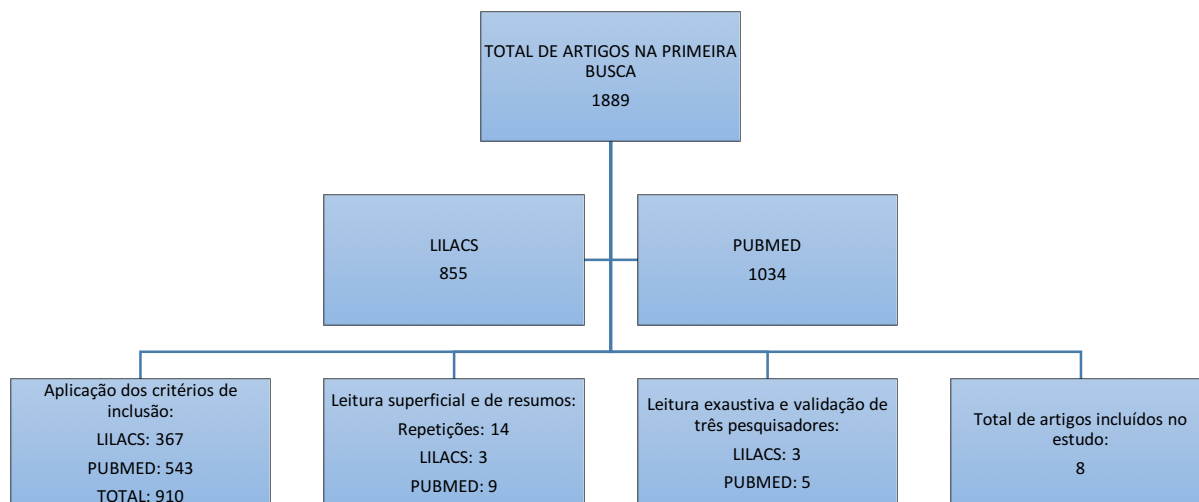 TOTAL DE ARTIGOS NA PRIMEIRA
BUSCA
1889
LILACS
855
PUBMED
1034
Aplicação dos critérios de
inclusão:
LILACS: 367
PUBMED: 543
TOTAL: 910
Leitura superficial e de resumos:
Repetições: 14
LILACS: 3
PUBMED: 9
Leitura exaustiva e validação de
três pesquisadores:
LILACS: 3
PUBMED: 5
Total de artigos incluídos no
estudo:
8